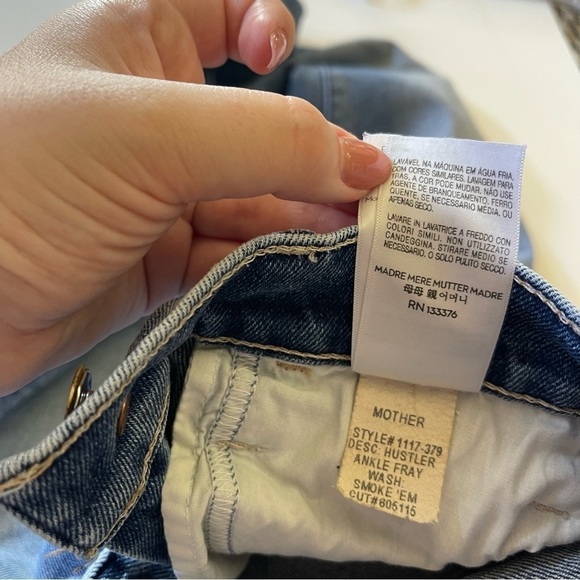 LAVÁVEL NA MÁQUINA EM ÁGUA FRIA,
COM CORES SIMILARES. LAVAGEM PARA
TRAS. A COR PODE MUDAR. NÃO USE
AGENTE DE BRANQUEAMENTO. FERRO
QUENTE, SE NECESSÁRIO MÉDIA, OU
APENAS SECO.
LAVARE IN LAVATRICE A FREDDO CON
COLORI SIMILI. NON UTILIZZATO
CANDEGGINA. STIRARE MEDIO SE
NECESSARIO, O SOLO PULITO SECCO.
MADRE MERE MUTTER MADRE
母母 親 어머니
RN 133376
MOTHER
STYLE# 1117-379
DESC: HUSTLER
ANKLE FRAY
WASH:
SMOKE 'EM
CUT#605115